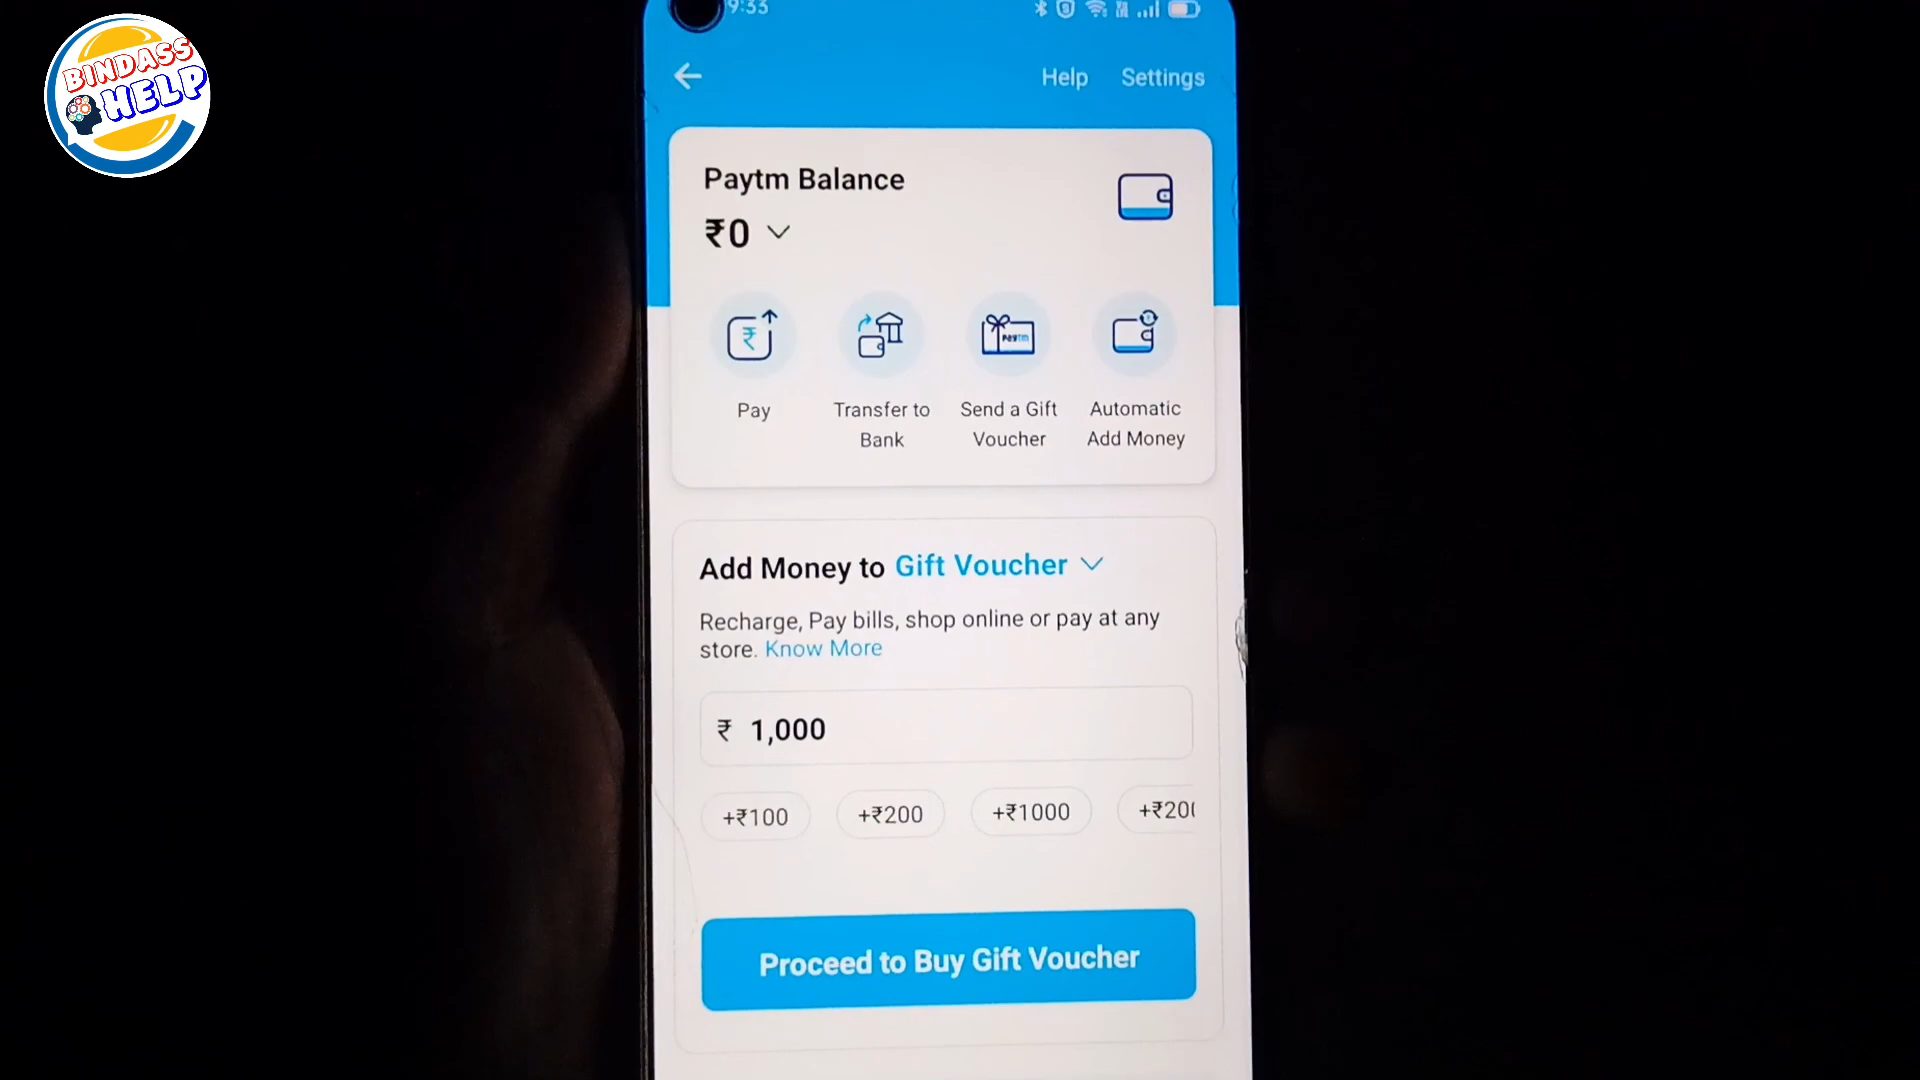 BINDASS
HELP
9:33
Help Settings
Paytm Balance
₹0
Paytm
Pay
Transfer to
Bank
Send a Gift
Voucher
Automatic
Add Money
Add Money to Gift Voucher
Recharge, Pay bills, shop online or pay at any
store. Know More
₹ 1,000
+₹100 +₹200 +₹1000 +₹200
Proceed to Buy Gift Voucher